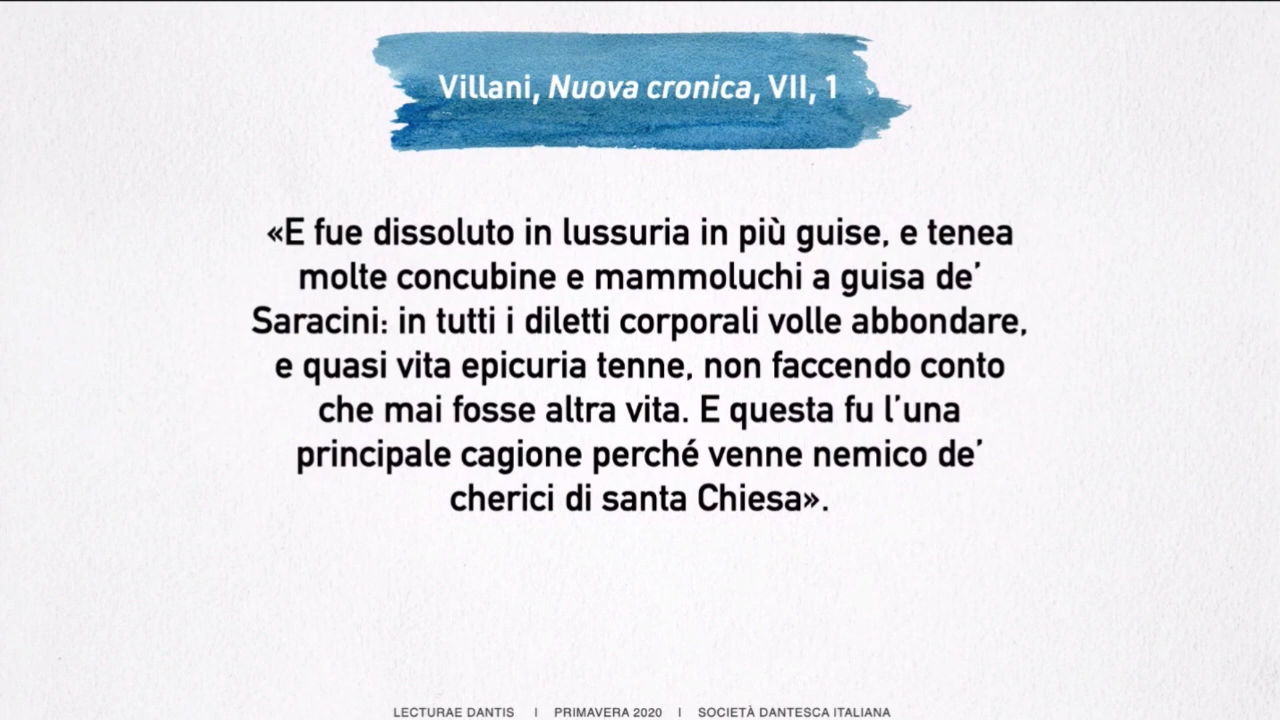 Villani, Nuova cronica, VII, 1
«E fue dissoluto in lussuria in più guise, e tenea
molte concubine e mammoluchi a guisa de’
Saracini: in tutti i diletti corporali volle abbondare,
e quasi vita epicuria tenne, non faccendo conto
che mai fosse altra vita. E questa fu l’una
principale cagione perché venne nemico de’
cherici di santa Chiesa».
LECTURAE DANTIS | PRIMAVERA 2020 | SOCIETÀ DANTESCA ITALIANA